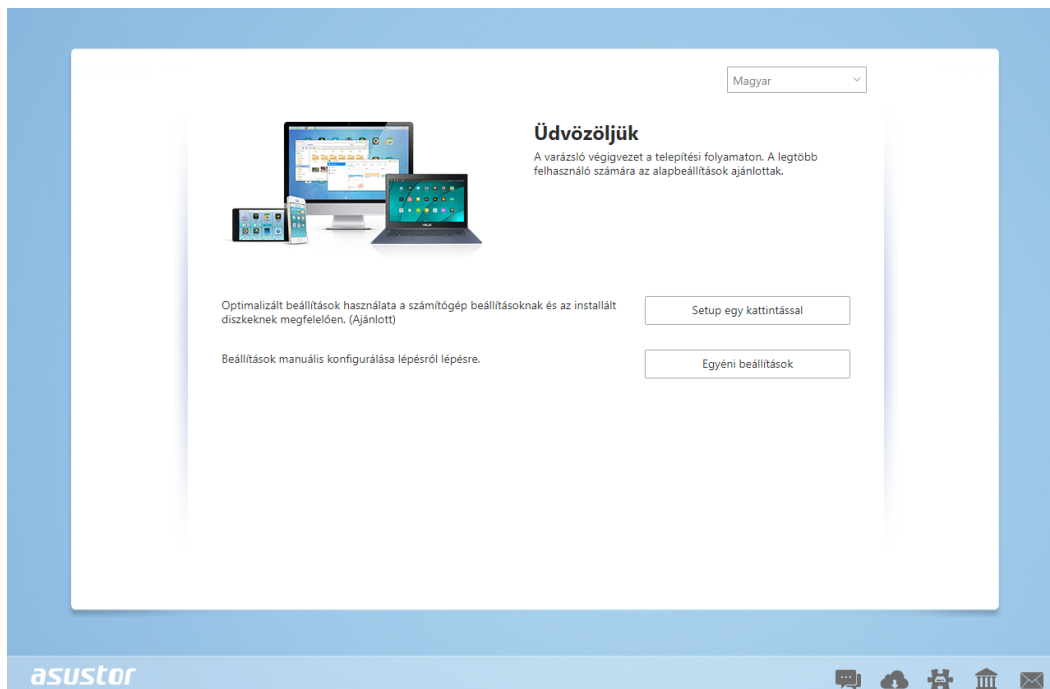 Magyar
Üdvözöljük
A varázsló végigvezet a telepítési folyamaton. A legtöbb
felhasználó számára az alapbeállítások ajánlottak.
Optimalizált beállítások használata a számítógép beállításoknak és az installált
diszkeknek megfelelően. (Ajánlott)
Setup egy kattintással
Beállítások manuális konfigurálása lépésről lépésre.
Egyéni beállítások
asustor